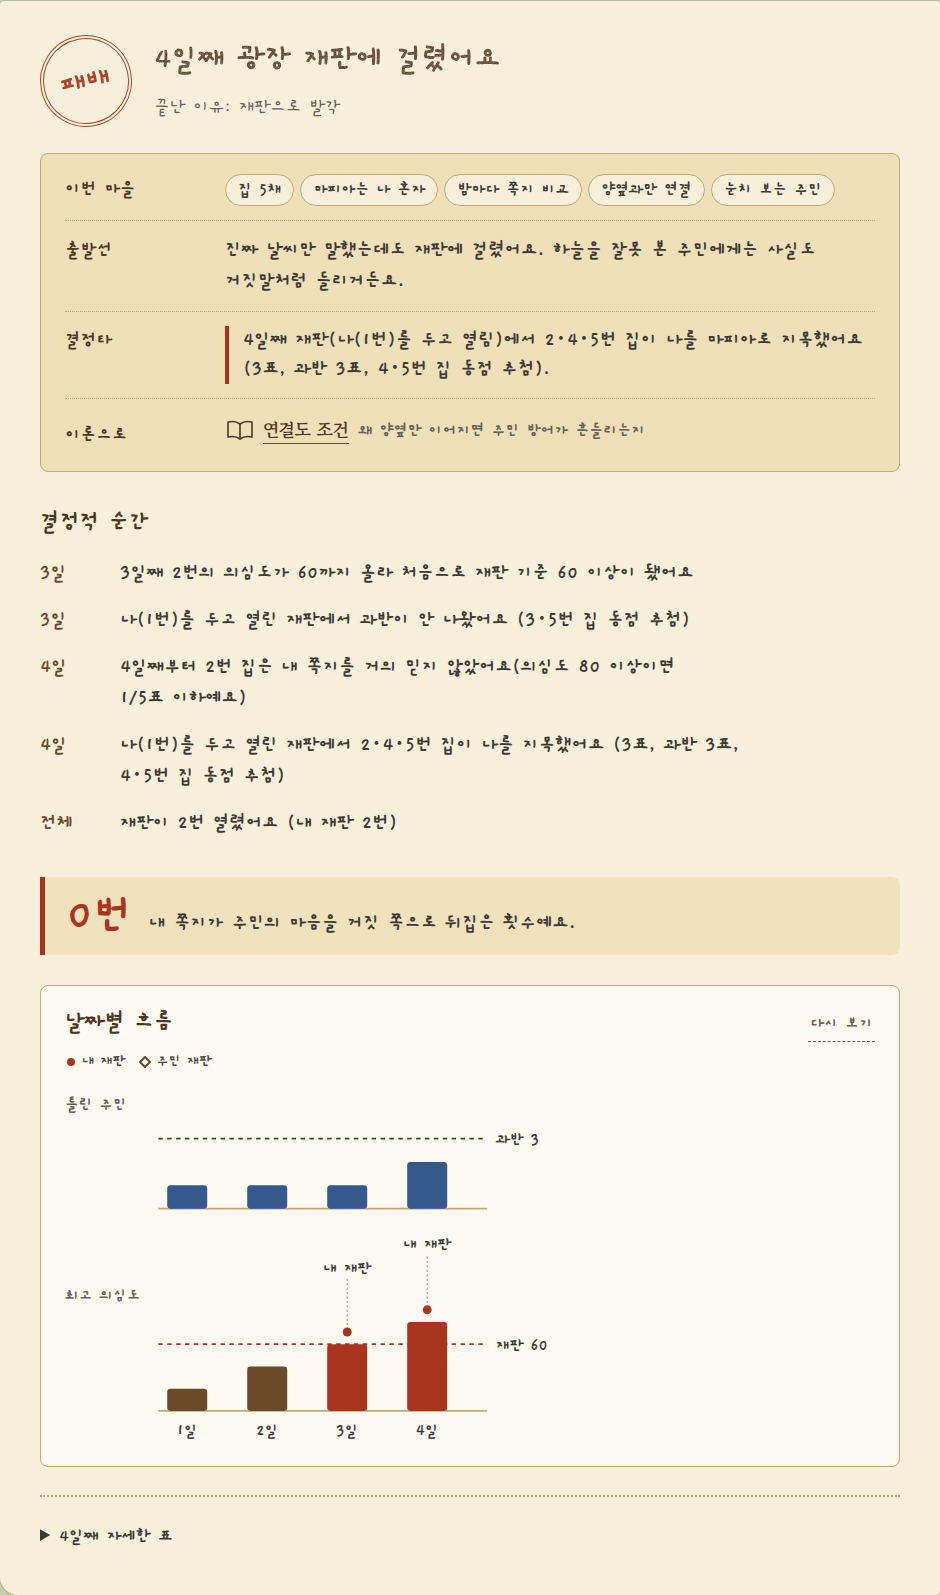 패배
4일째 광장 재판에 걸렸어요
끝난 이유: 재판으로 발각
이번 마을
집 5채
마피아는 나 혼자
밤마다 쪽지 비교
양옆과만 연결
눈치 보는 주민
출발선
진짜 날씨만 말했는데도 재판에 걸렸어요. 하늘을 잘못 본 주민에게는 사실도
거짓말처럼 들리거든요.
결정타
4일째 재판(나(1번)를 두고 열림)에서 2·4·5번 집이 나를 마피아로 지목했어요
(3표, 과반 3표, 4·5번 집 동점 추첨).
이론으로
연결도 조건 왜 양옆만 이어지면 주민 방어가 흔들리는지
결정적 순간
3일 3일째 2번의 의심도가 60까지 올라 처음으로 재판 기준 60 이상이 됐어요
3일 나(1번)를 두고 열린 재판에서 과반이 안 나왔어요 (3·5번 집 동점 추첨)
4일 4일째부터 2번 집은 내 쪽지를 거의 믿지 않았어요(의심도 80 이상이면
1/5표 이하예요)
4일 나(1번)를 두고 열린 재판에서 2·4·5번 집이 나를 지목했어요 (3표, 과반 3표,
4·5번 집 동점 추첨)
전체 재판이 2번 열렸어요 (내 재판 2번)
0번 내 쪽지가 주민의 마음을 거짓 쪽으로 뒤집은 횟수예요.
날짜별 흐름
다시 보기
내 재판 주민 재판
틀린 주민
과반 3
내 재판
내 재판
최고 의심도
재판 60
1일 2일 3일 4일
▶ 4일째 자세한 표